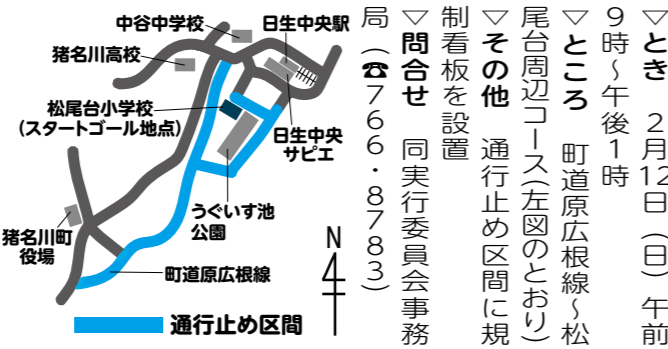 ▽とき　2月12日（日）午前
9時～午後1時
▽ところ　町道原広根線～松
尾台周辺コース(左図のとおり)
▽その他　通行止め区間に規
制看板を設置
▽問合せ　同実行委員会事務
局（☎766・8783）
中谷中学校
日生中央駅
猪名川高校
松尾台小学校
(スタートゴール地点)
日生中央
サピエ
うぐいす池
公園
猪名川町
役場
町道原広根線
N
通行止め区間